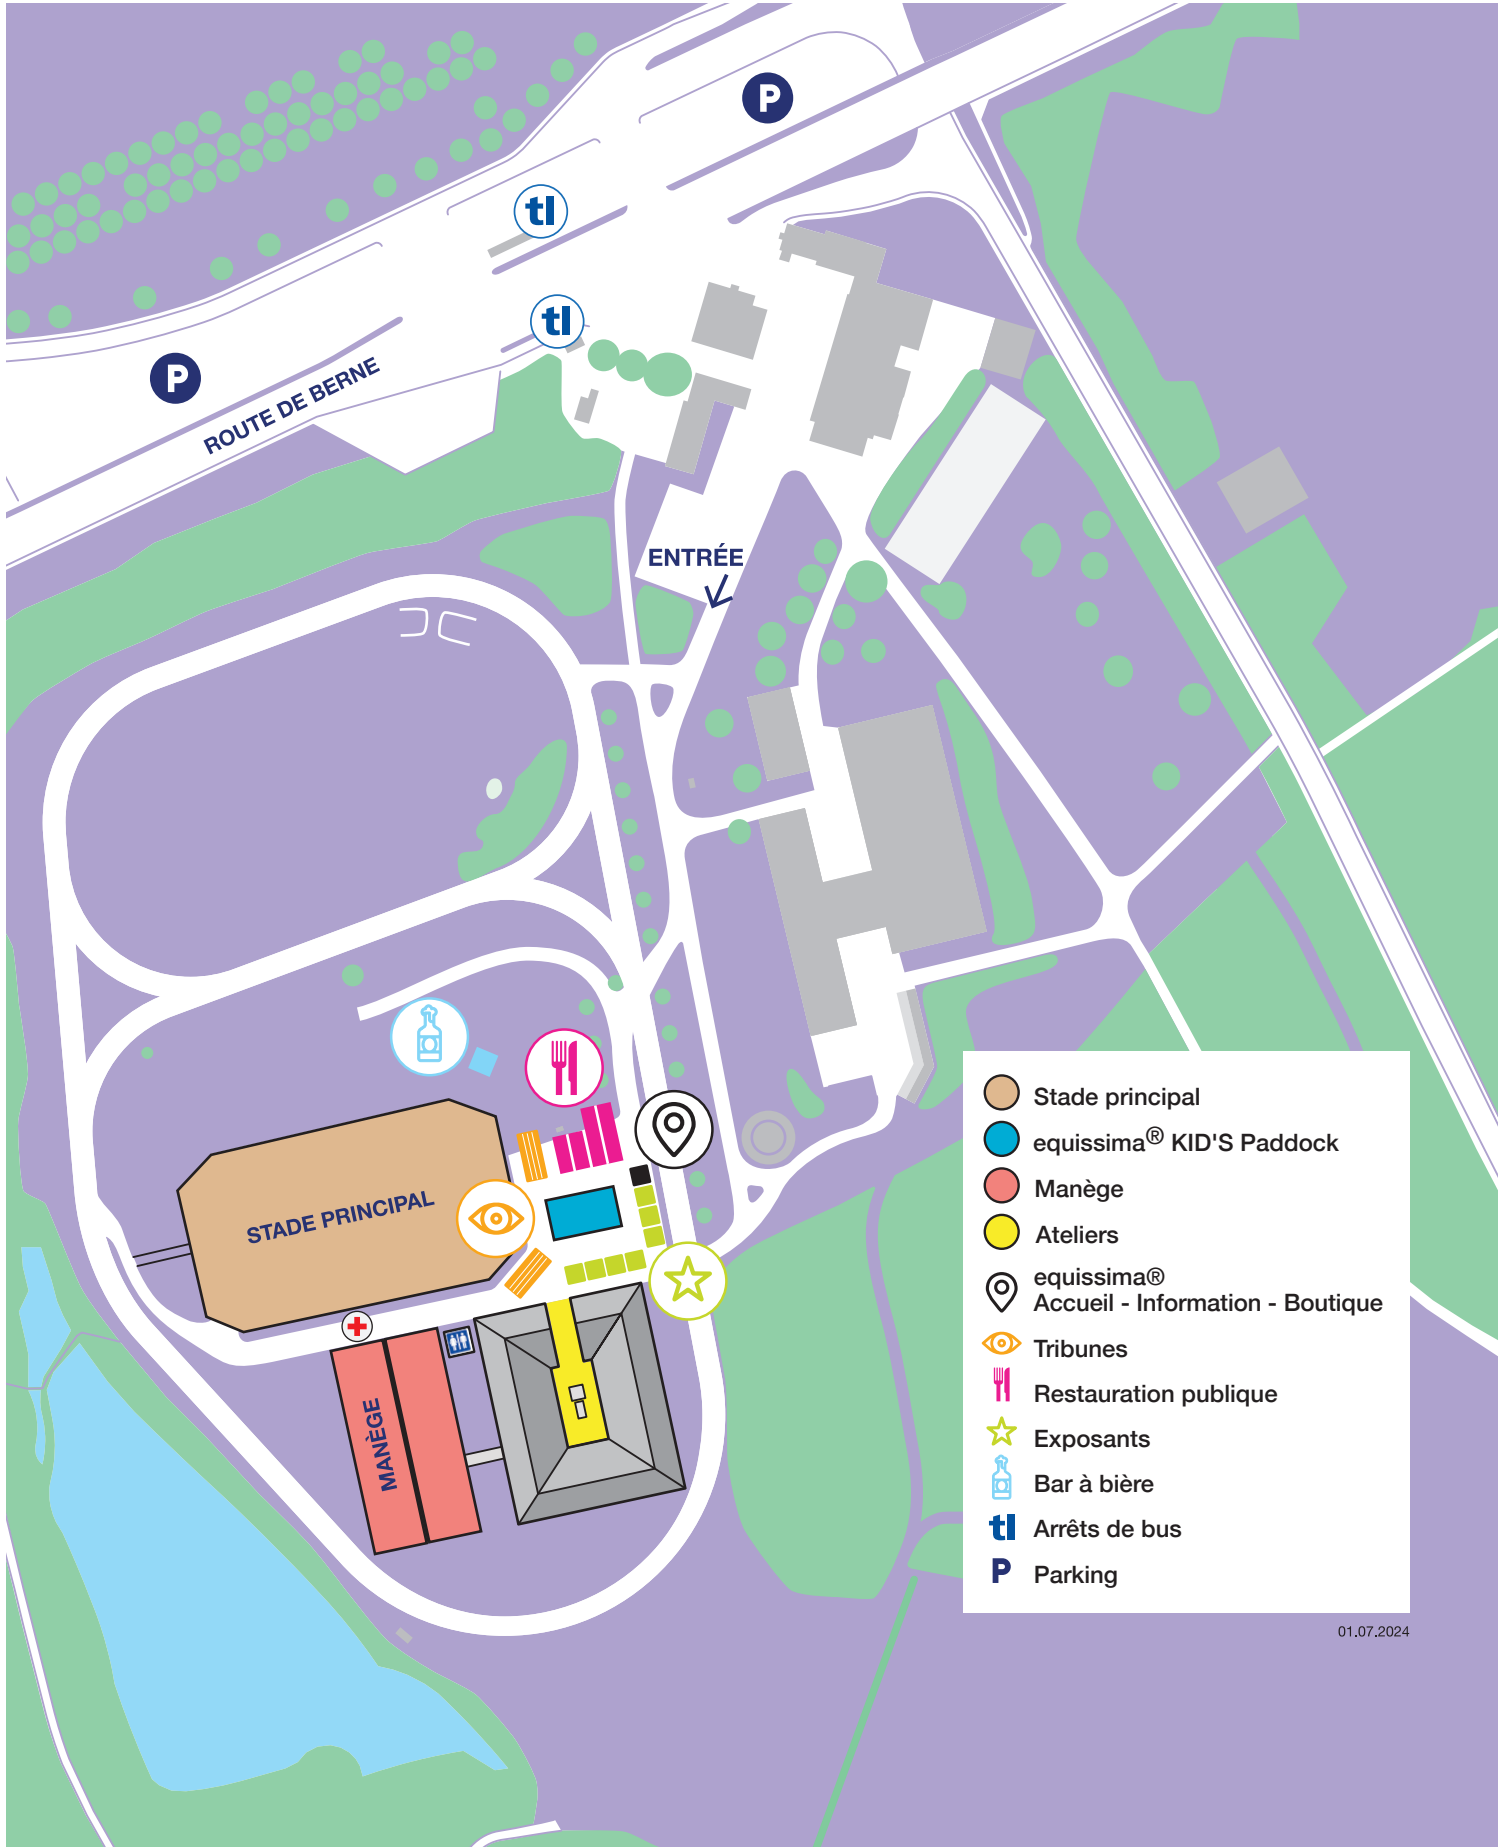 P
tl
tl
P
ROUTE DE BERNE
ENTRÉE
STADE PRINCIPAL
MANÈGE
Stade principal
equissima® KID'S Paddock
Manège
Ateliers
equissima®
Accueil - Information - Boutique
Tribunes
Restauration publique
Exposants
Bar à bière
tl Arrêts de bus
P Parking
01.07.2024